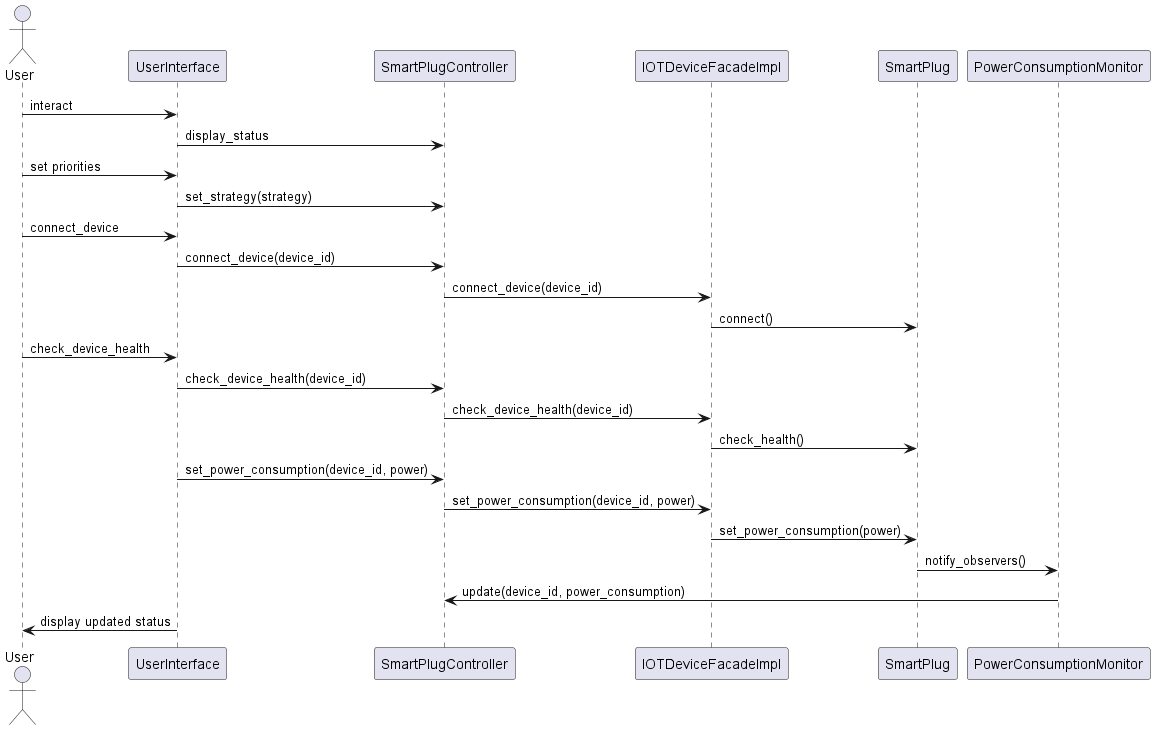 User
UserInterface
SmartPlugController
IOTDeviceFacadeImpl
SmartPlug
PowerConsumptionMonitor
interact
display_status
set priorities
set_strategy(strategy)
connect_device
connect_device(device_id)
connect_device(device_id)
connect()
check_device_health
check_device_health(device_id)
check_device_health(device_id)
check_health()
set_power_consumption(device_id, power)
set_power_consumption(device_id, power)
set_power_consumption(power)
notify_observers()
update(device_id, power_consumption)
display updated status
User
UserInterface
SmartPlugController
IOTDeviceFacadeImpl
SmartPlug
PowerConsumptionMonitor